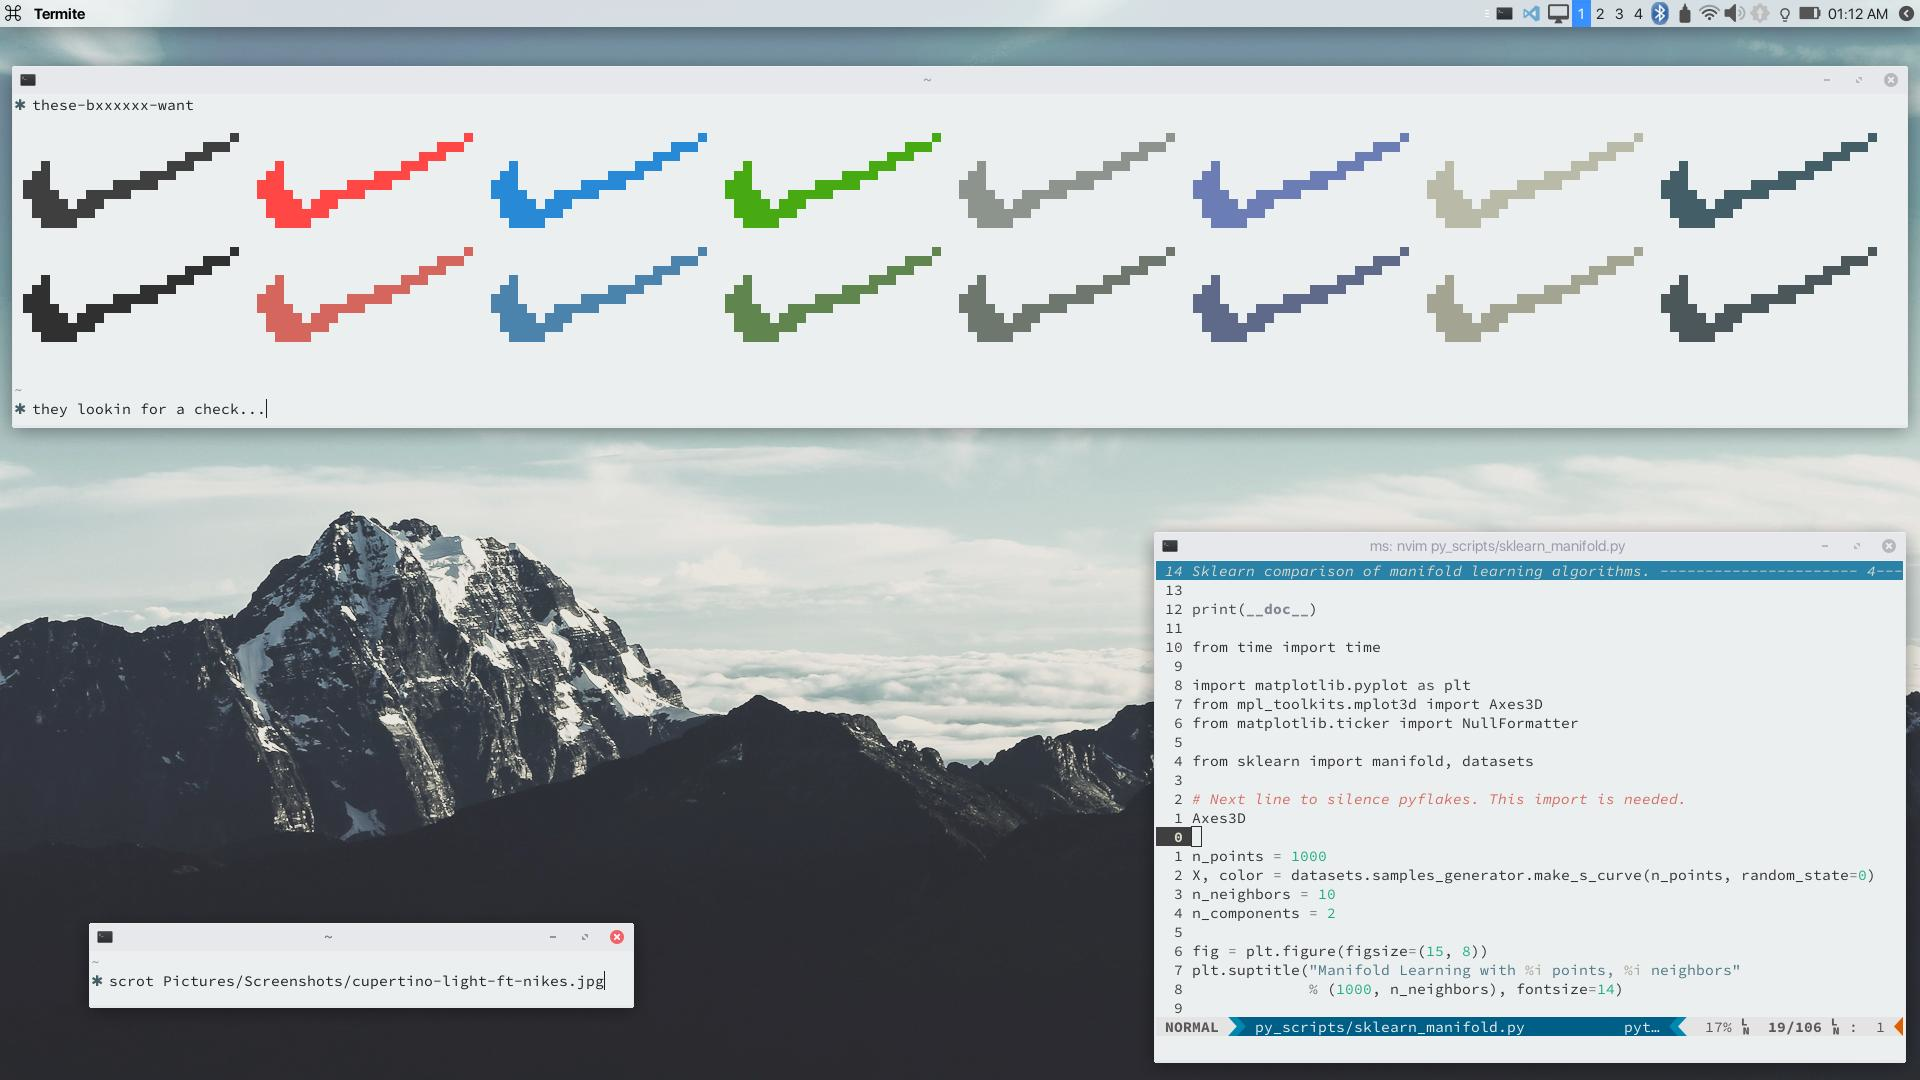 Termite
1 2 3 4 01:12 AM
~
✱ these-bxxxxxx-want
~
✱ they lookin for a check...
ms: nvim py_scripts/sklearn_manifold.py
14 Sklearn comparison of manifold learning algorithms. ---------------------- 4---
13
12 print(__doc__)
11
10 from time import time
9
8 import matplotlib.pyplot as plt
7 from mpl_toolkits.mplot3d import Axes3D
6 from matplotlib.ticker import NullFormatter
5
4 from sklearn import manifold, datasets
3
2 # Next line to silence pyflakes. This import is needed.
1 Axes3D
0
1 n_points = 1000
2 X, color = datasets.samples_generator.make_s_curve(n_points, random_state=0)
3 n_neighbors = 10
4 n_components = 2
5
6 fig = plt.figure(figsize=(15, 8))
7 plt.suptitle("Manifold Learning with %i points, %i neighbors"
8 % (1000, n_neighbors), fontsize=14)
9
NORMAL py_scripts/sklearn_manifold.py pyt… 17% LN 19/106 LN : 1
~
~
✱ scrot Pictures/Screenshots/cupertino-light-ft-nikes.jpg